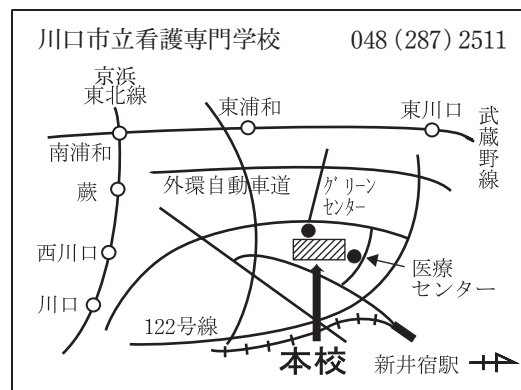 川口市立看護専門学校 048(287)2511
京浜
東北線
東浦和
東川口
武蔵野線
南浦和
外環自動車道
グリーン
センター
蕨
西川口
医療
センター
川口
122号線
本校
新井宿駅